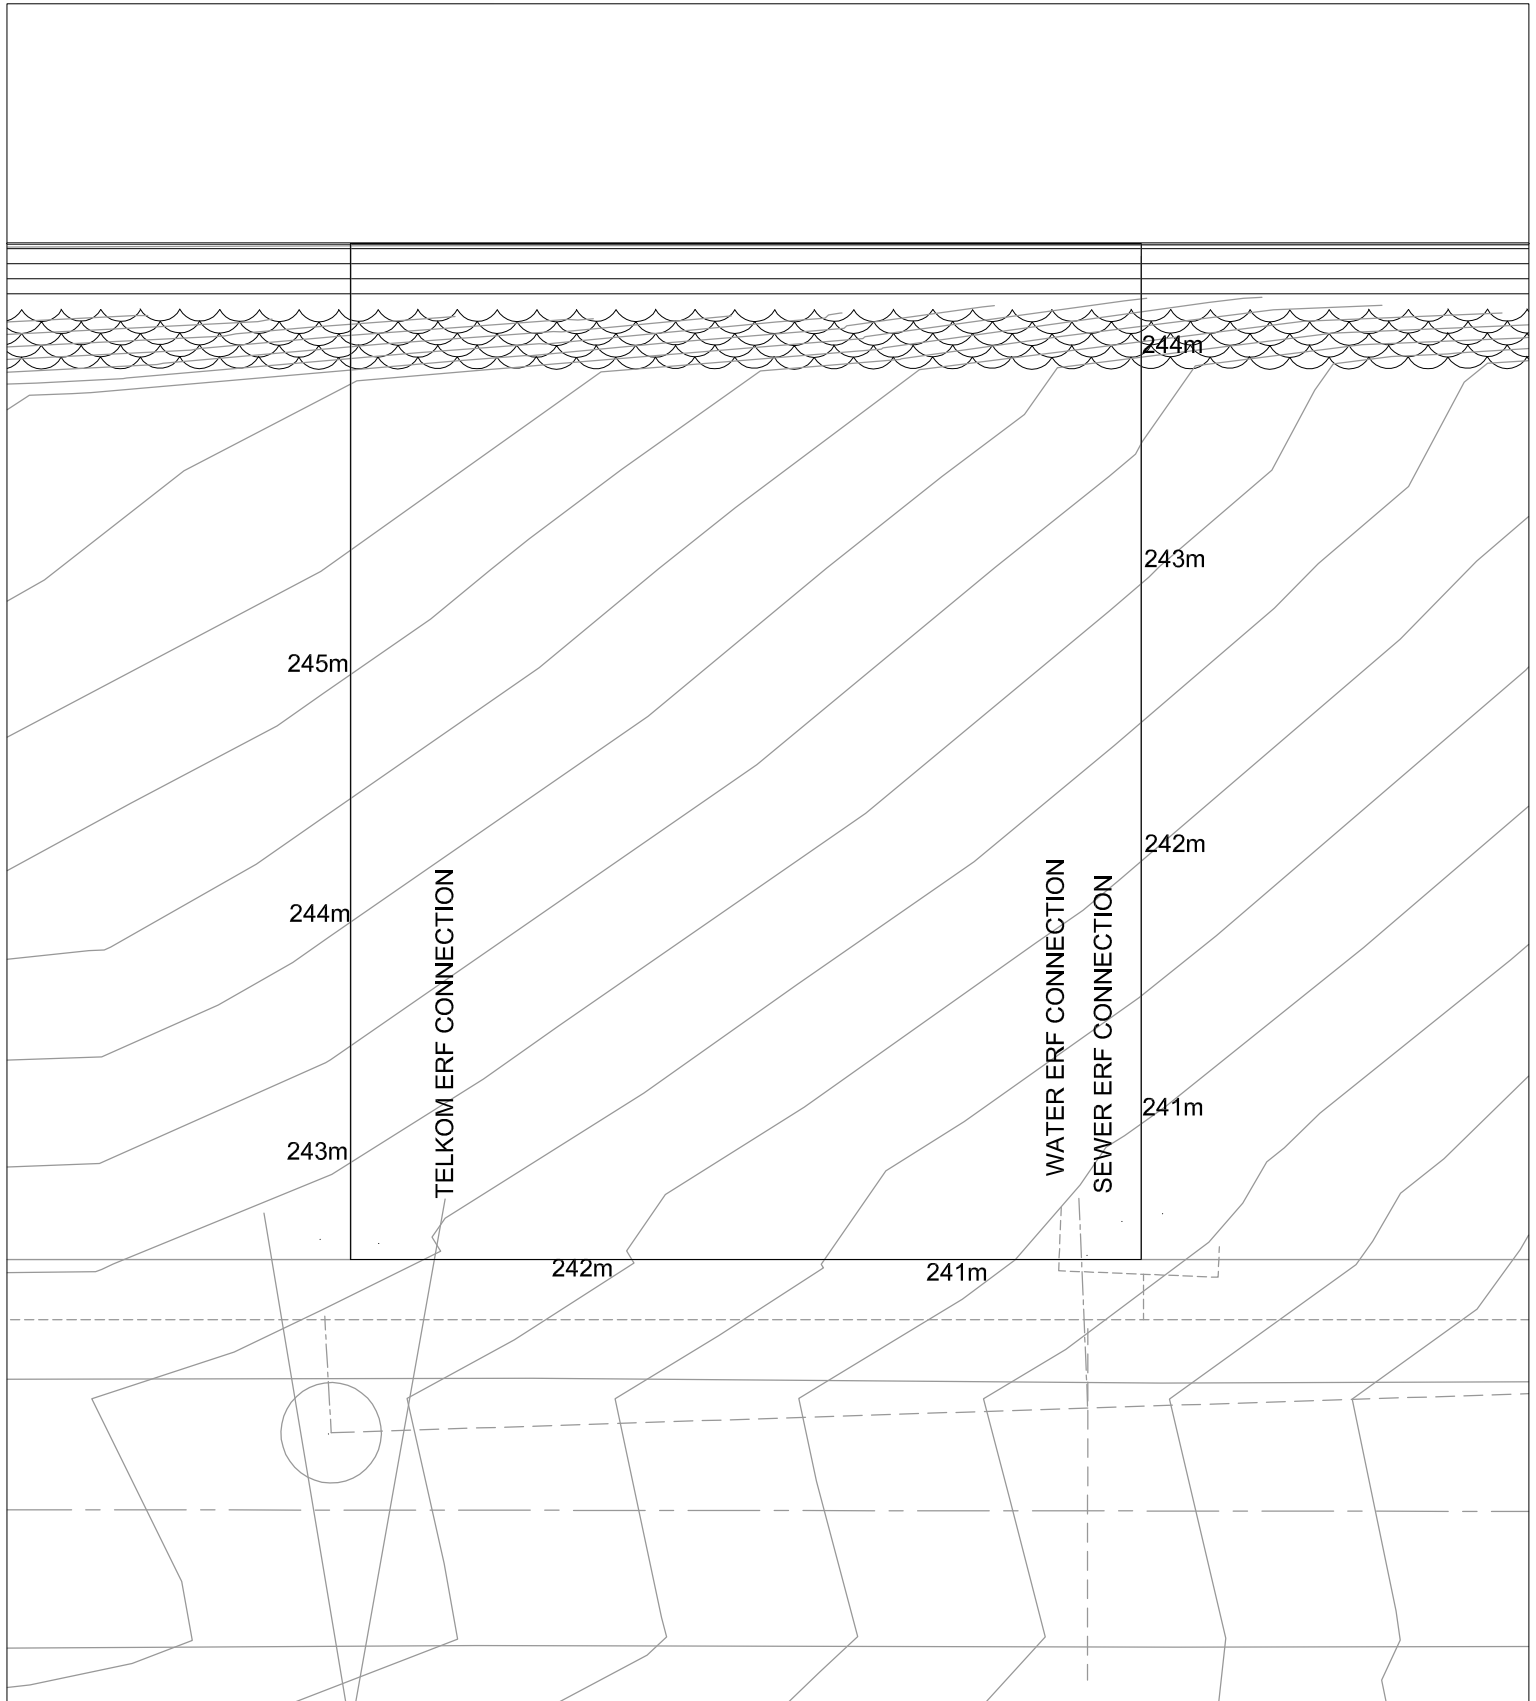 244m
243m
245m
242m
244m
TELKOM ERF CONNECTION
WATER ERF CONNECTION
SEWER ERF CONNECTION
241m
243m
242m
241m